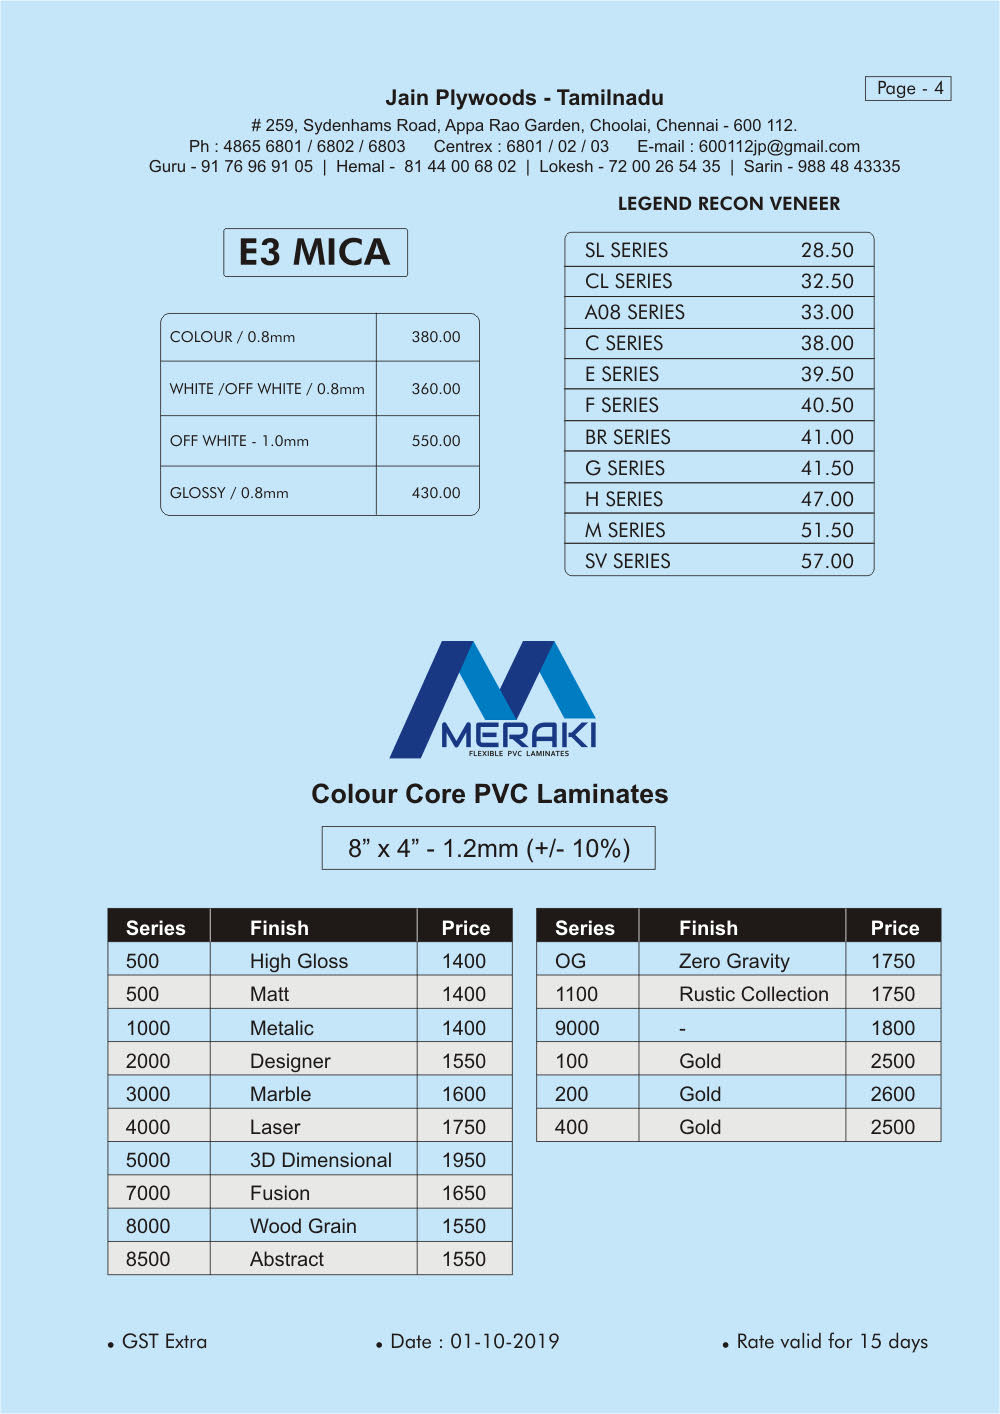 Page - 4
Jain Plywoods - Tamilnadu
# 259, Sydenhams Road, Appa Rao Garden, Choolai, Chennai - 600 112.
Ph : 4865 6801 / 6802 / 6803 Centrex : 6801 / 02 / 03 E-mail : 600112jp@gmail.com
Guru - 91 76 96 91 05 | Hemal - 81 44 00 68 02 | Lokesh - 72 00 26 54 35 | Sarin - 988 48 43335
E3 MICA
COLOUR / 0.8mm 380.00
WHITE /OFF WHITE / 0.8mm 360.00
OFF WHITE - 1.0mm 550.00
GLOSSY / 0.8mm 430.00
LEGEND RECON VENEER
SL SERIES 28.50
CL SERIES 32.50
A08 SERIES 33.00
C SERIES 38.00
E SERIES 39.50
F SERIES 40.50
BR SERIES 41.00
G SERIES 41.50
H SERIES 47.00
M SERIES 51.50
SV SERIES 57.00
MERAKI
FLEXIBLE PVC LAMINATES
Colour Core PVC Laminates
8” x 4” - 1.2mm (+/- 10%)
Series Finish Price
500 High Gloss 1400
500 Matt 1400
1000 Metalic 1400
2000 Designer 1550
3000 Marble 1600
4000 Laser 1750
5000 3D Dimensional 1950
7000 Fusion 1650
8000 Wood Grain 1550
8500 Abstract 1550
Series Finish Price
OG Zero Gravity 1750
1100 Rustic Collection 1750
9000 - 1800
100 Gold 2500
200 Gold 2600
400 Gold 2500
• GST Extra • Date : 01-10-2019 • Rate valid for 15 days